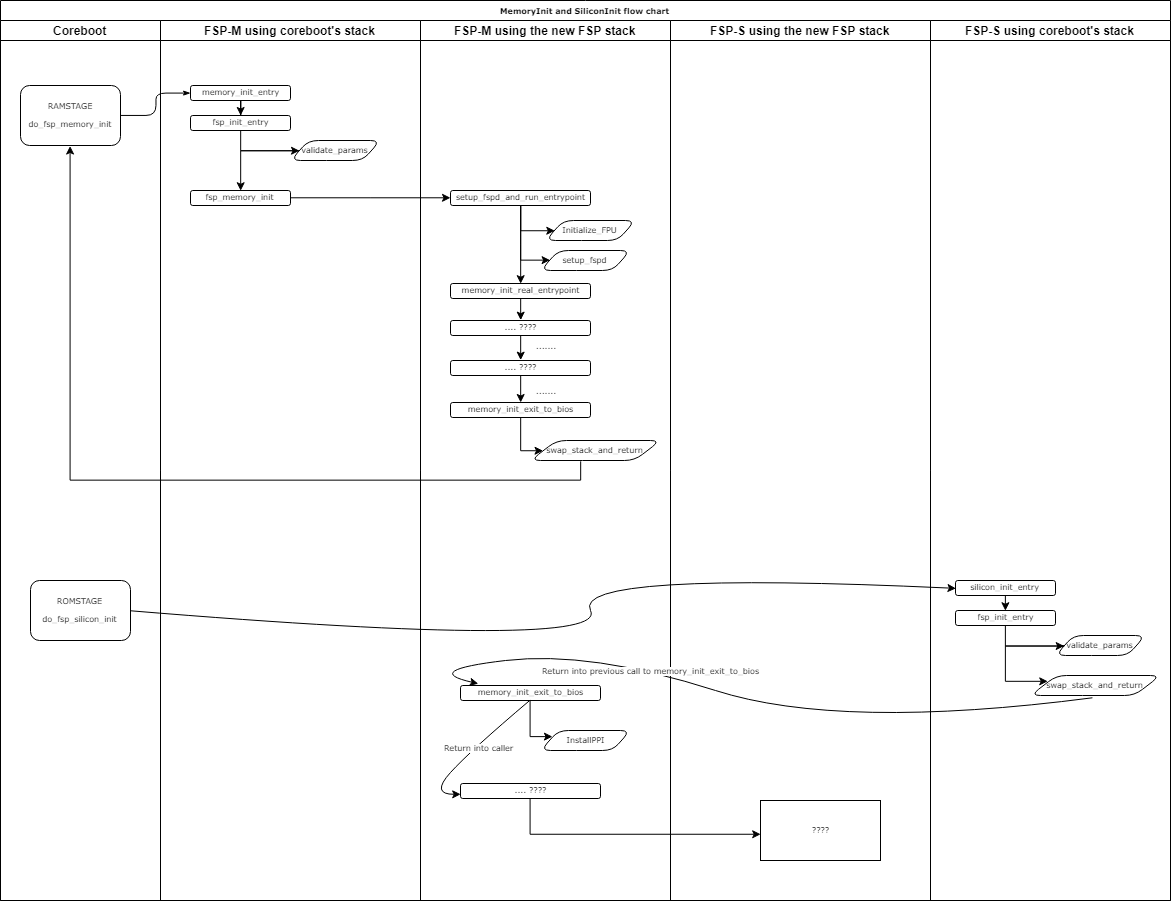 MemoryInit and SiliconInit flow chart
Coreboot
FSP-M using coreboot's stack
FSP-M using the new FSP stack
FSP-S using the new FSP stack
FSP-S using coreboot's stack
RAMSTAGE
do_fsp_memory_init
memory_init_entry
fsp_init_entry
validate_params
fsp_memory_init
setup_fspd_and_run_entrypoint
Initialize_FPU
setup_fspd
memory_init_real_entrypoint
.... ????
.......
.... ????
.......
memory_init_exit_to_bios
swap_stack_and_return
ROMSTAGE
do_fsp_silicon_init
silicon_init_entry
fsp_init_entry
validate_params
swap_stack_and_return
Return into previous call to memory_init_exit_to_bios
memory_init_exit_to_bios
InstallPPI
Return into caller
.... ????
????